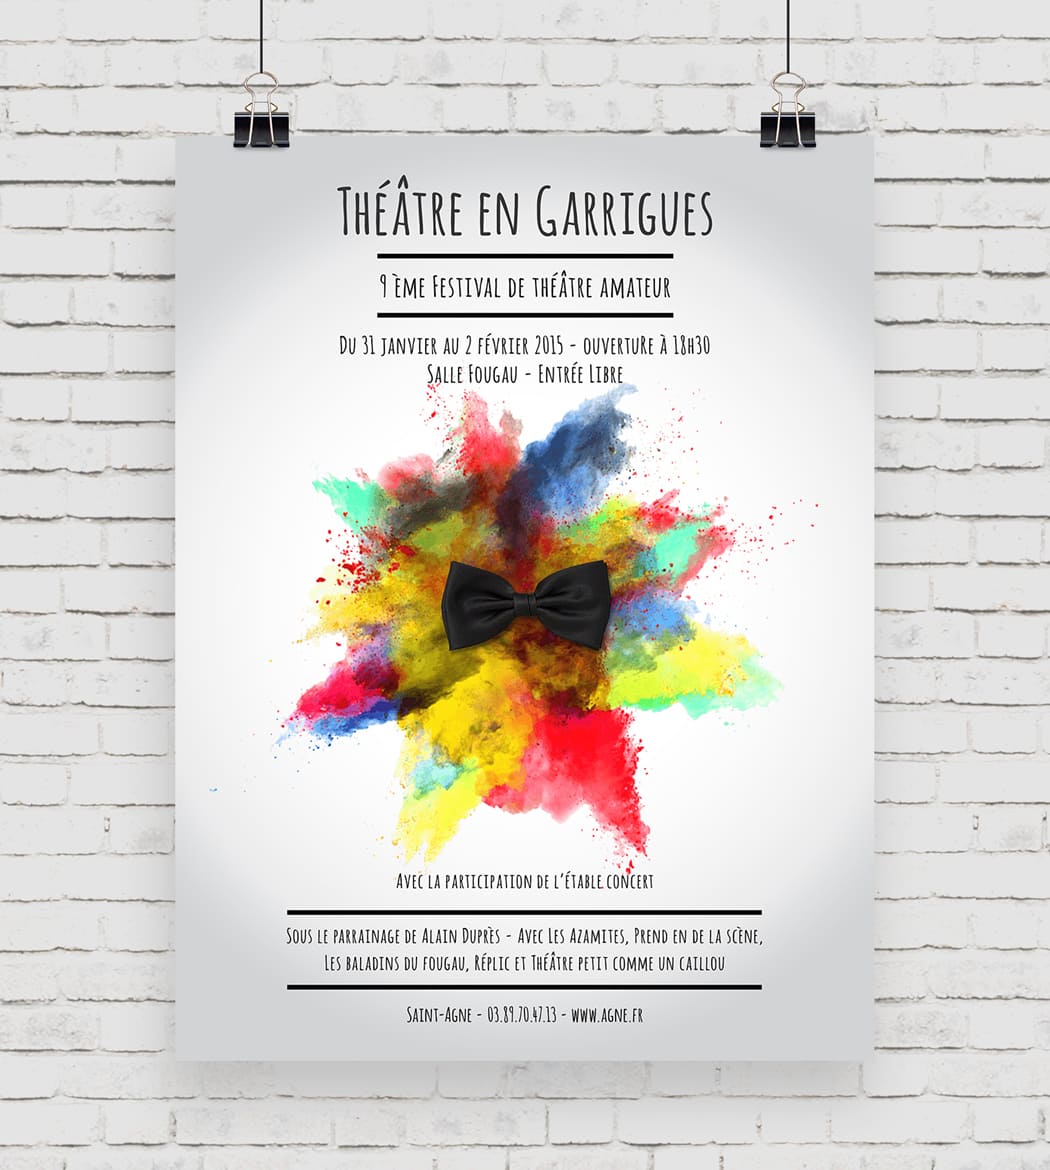 Théâtre en Garrigues
9 ème Festival de théâtre amateur
Du 31 janvier au 2 février 2015 - ouvertuRe à 18h30
Salle Fougau - Entrée Libre
Avec la participation de l'étable concert
Sous le parrainage de Alain Duprès - Avec Les Azamites, Prend en de la scène,
Les baladins du fougau, Réplic et Théâtre petit comme un caillou
Saint-Agne - 03.89.70.47.13 - www.agne.fr